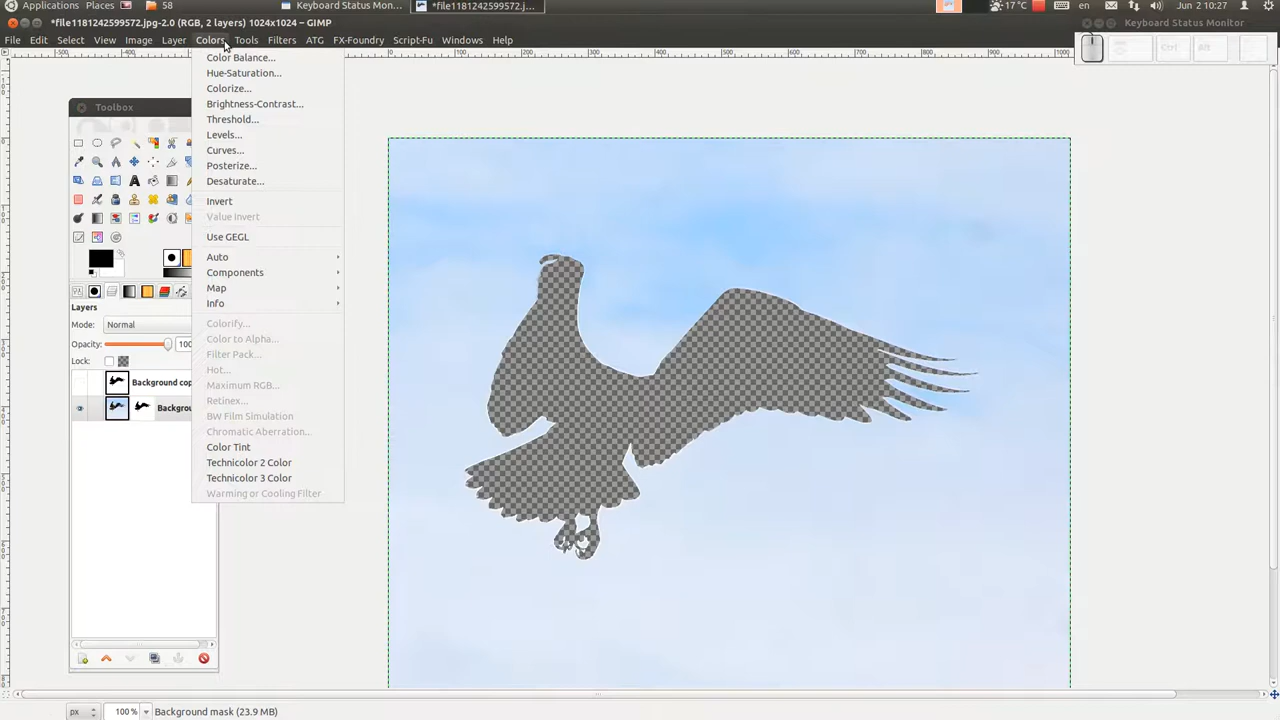 Applications Places 58 Keyboard Status Monitor *file1181242599572.j... 17 °C Jun 2 10:27
*file1181242599572.jpg-2.0 (RGB, 2 layers) 1024x1024 – GIMP
Keyboard Status Monitor
File Edit Select View Image Layer Colors Tools Filters ATG FX-Foundry Script-Fu Windows Help
Ctrl Alt
Color Balance...
Hue-Saturation...
Colorize...
Brightness-Contrast...
Toolbox
Threshold...
Levels...
Curves...
Posterize...
Desaturate...
Invert
Value Invert
Use GEGL
Auto
Components
Map
Info
Layers
Mode: Normal
Colorify...
Opacity: 100
Color to Alpha...
Lock:
Filter Pack...
Hot...
Background cop
Maximum RGB...
Retinex...
Backgrou
BW Film Simulation
Chromatic Aberration...
Color Tint
Technicolor 2 Color
Technicolor 3 Color
Warming or Cooling Filter
px 100% Background mask (23.9 MB)